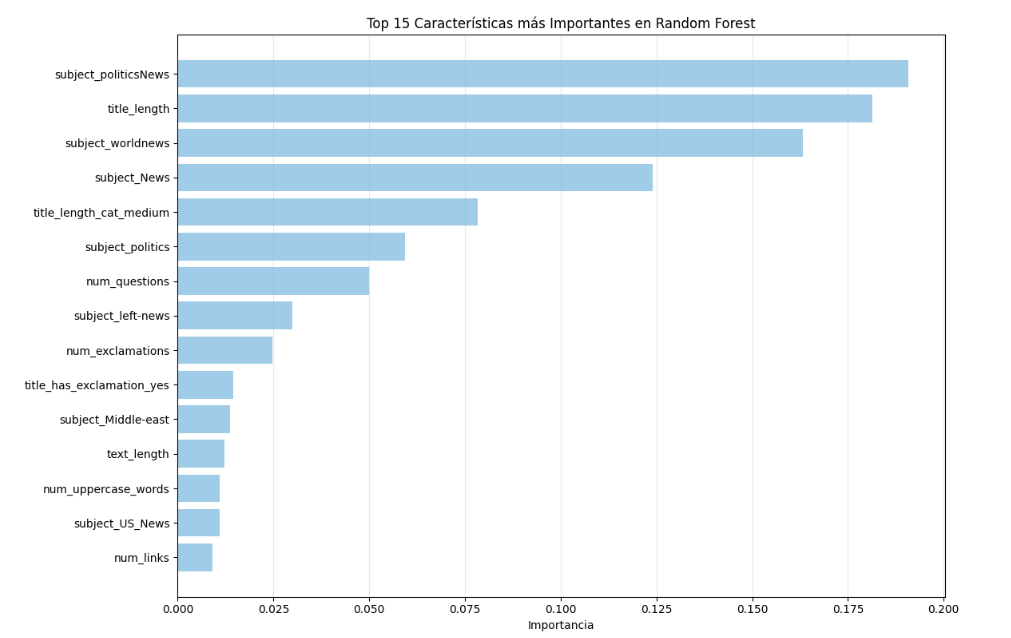 Top 15 Características más Importantes en Random Forest
subject_politicsNews
title_length
subject_worldnews
subject_News
title_length_cat_medium
subject_politics
num_questions
subject_left-news
num_exclamations
title_has_exclamation_yes
subject_Middle-east
text_length
num_uppercase_words
subject_US_News
num_links
0.000 0.025 0.050 0.075 0.100 0.125 0.150 0.175 0.200
Importancia